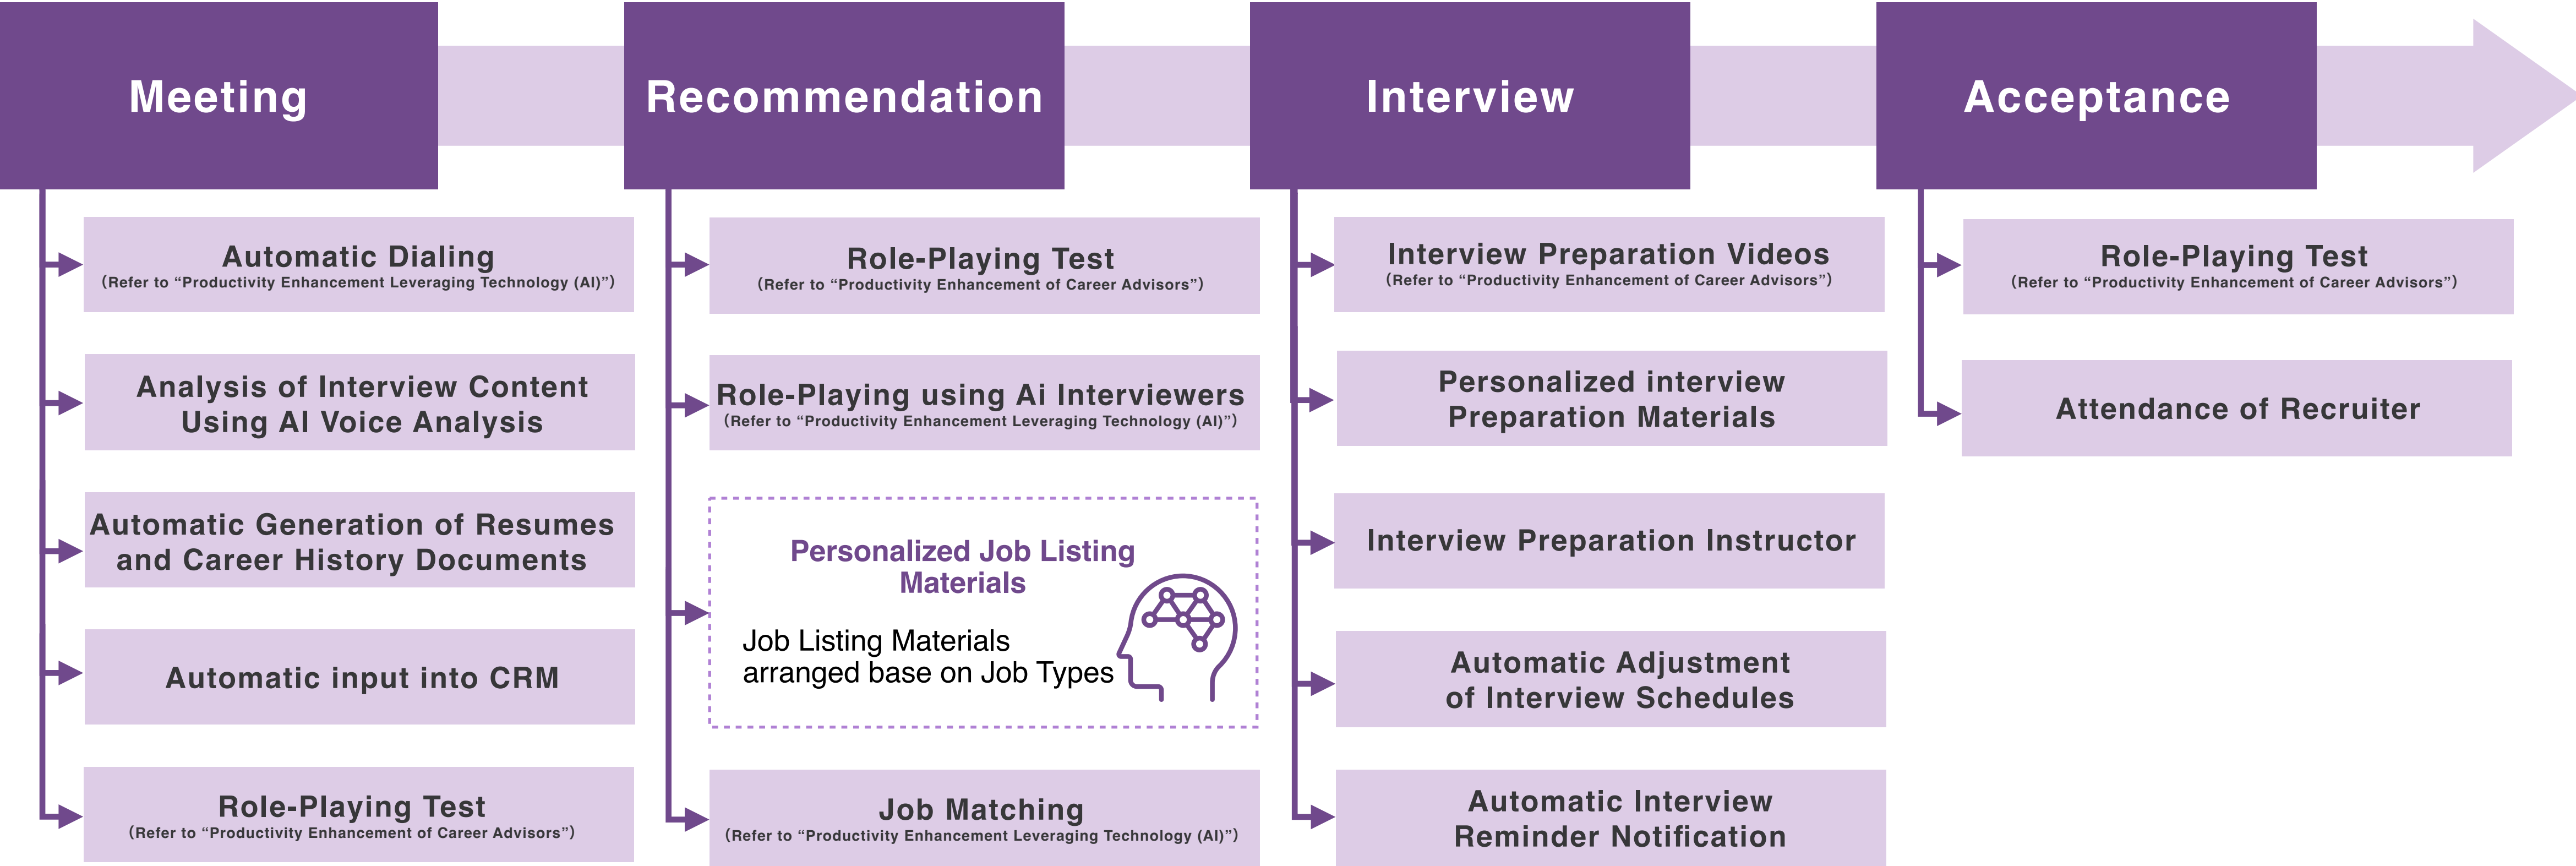 Meeting
Recommendation
Interview
Acceptance
Automatic Dialing
(Refer to “Productivity Enhancement Leveraging Technology (AI)”)
Analysis of Interview Content
Using AI Voice Analysis
Automatic Generation of Resumes
and Career History Documents
Automatic input into CRM
Role-Playing Test
(Refer to “Productivity Enhancement of Career Advisors”)
Role-Playing Test
(Refer to “Productivity Enhancement of Career Advisors”)
Role-Playing using Ai Interviewers
(Refer to “Productivity Enhancement Leveraging Technology (AI)”)
Personalized Job Listing
Materials
Job Listing Materials
arranged base on Job Types
Job Matching
(Refer to “Productivity Enhancement Leveraging Technology (AI)”)
Interview Preparation Videos
(Refer to “Productivity Enhancement of Career Advisors”)
Personalized interview
Preparation Materials
Interview Preparation Instructor
Automatic Adjustment
of Interview Schedules
Automatic Interview
Reminder Notification
Role-Playing Test
(Refer to “Productivity Enhancement of Career Advisors”)
Attendance of Recruiter